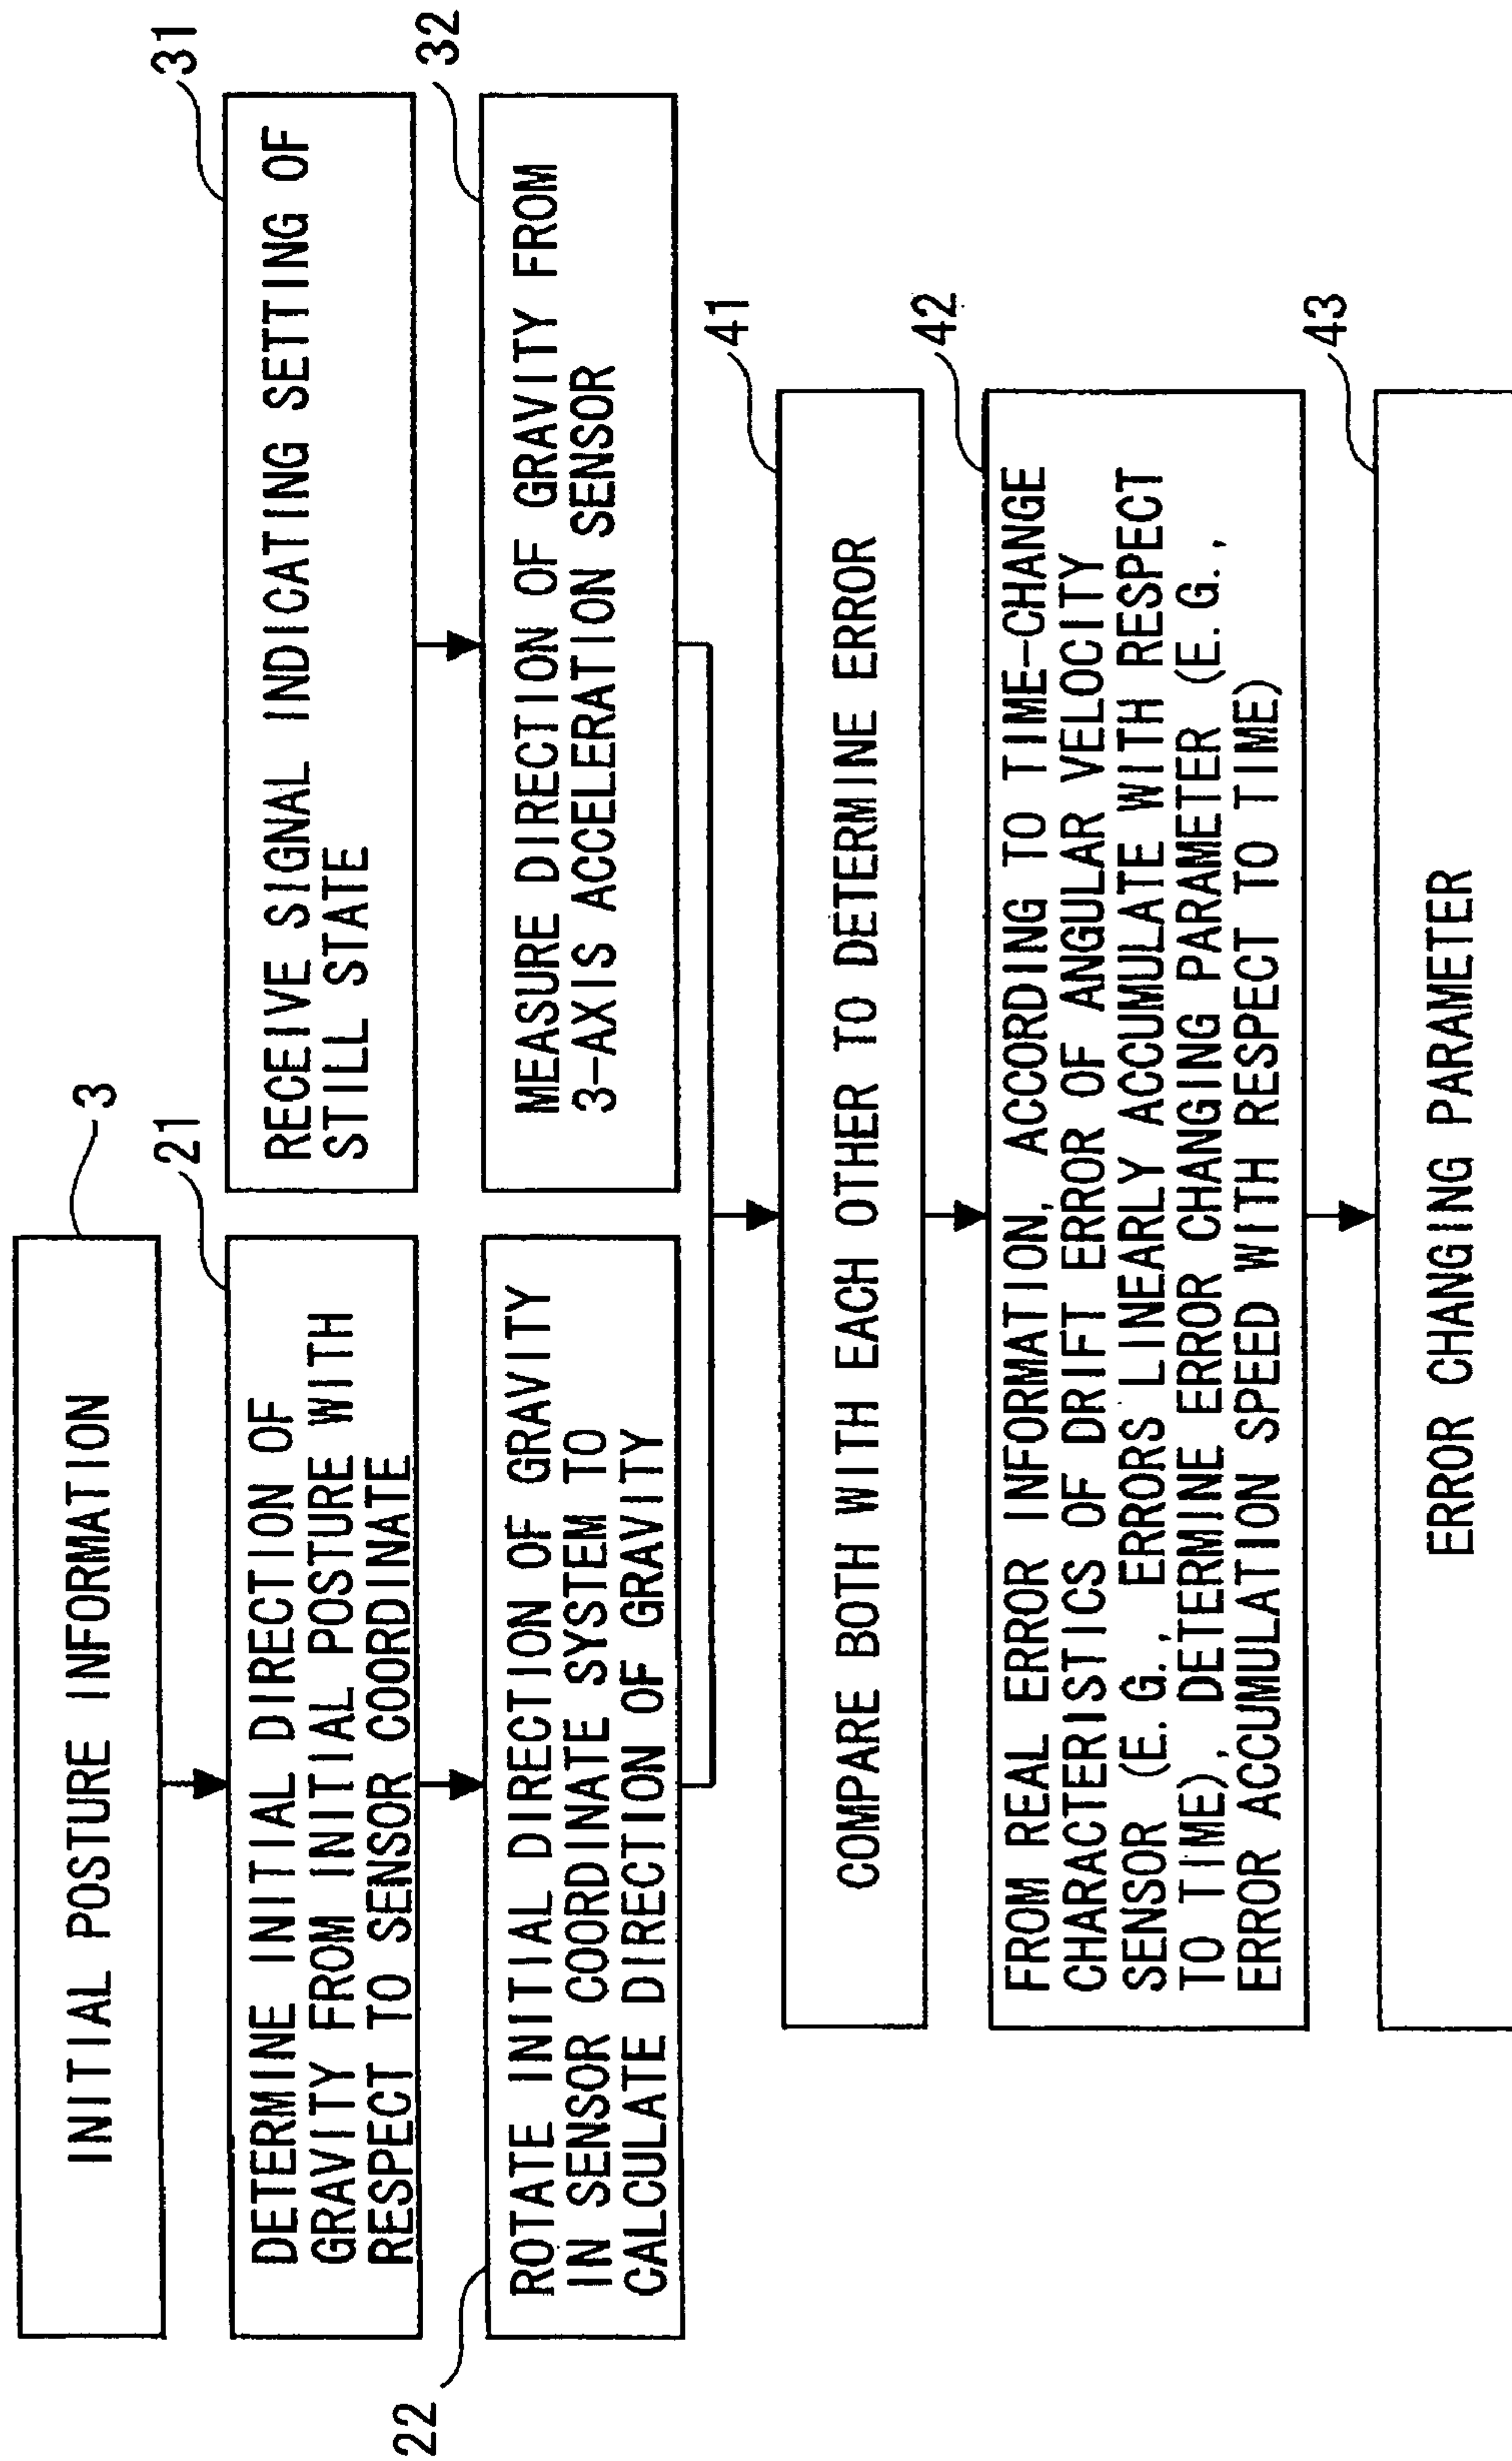 3
INITIAL POSTURE INFORMATION
21
DETERMINE INITIAL DIRECTION OF
GRAVITY FROM INITIAL POSTURE WITH
RESPECT TO SENSOR COORDINATE
22
ROTATE INITIAL DIRECTION OF GRAVITY
IN SENSOR COORDINATE SYSTEM TO
CALCULATE DIRECTION OF GRAVITY
31
RECEIVE SIGNAL INDICATING SETTING OF
STILL STATE
32
MEASURE DIRECTION OF GRAVITY FROM
3-AXIS ACCELERATION SENSOR
41
COMPARE BOTH WITH EACH OTHER TO DETERMINE ERROR
42
FROM REAL ERROR INFORMATION, ACCORDING TO TIME-CHANGE
CHARACTERISTICS OF DRIFT ERROR OF ANGULAR VELOCITY
SENSOR (E.G., ERRORS LINEARLY ACCUMULATE WITH RESPECT
TO TIME), DETERMINE ERROR CHANGING PARAMETER (E.G.,
ERROR ACCUMULATION SPEED WITH RESPECT TO TIME)
43
ERROR CHANGING PARAMETER